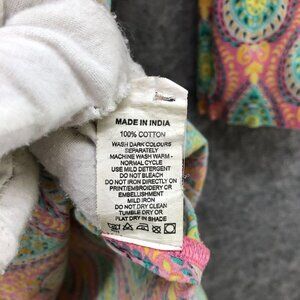 MADE IN INDIA
100% COTTON
WASH DARK COLOURS
SEPARATELY
MACHINE WASH WARM -
NORMAL CYCLE
USE MILD DETERGENT
DO NOT BLEACH
DO NOT IRON DIRECTLY ON
PRINT/EMBROIDERY OR
EMBELLISHMENT
MILD IRON
DO NOT DRY CLEAN
TUMBLE DRY OR
FLAT DRY IN SHADE